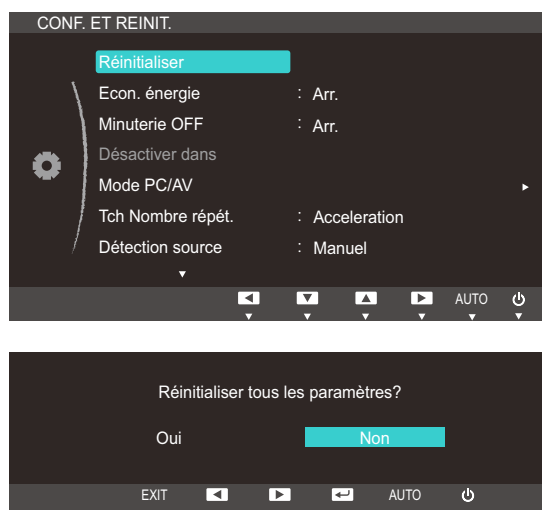 CONF. ET REINIT.
Réinitialiser
Econ. énergie : Arr.
Minuterie OFF : Arr.
Désactiver dans
Mode PC/AV
Tch Nombre répét. : Acceleration
Détection source : Manuel
AUTO
Réinitialiser tous les paramètres?
Oui Non
EXIT AUTO